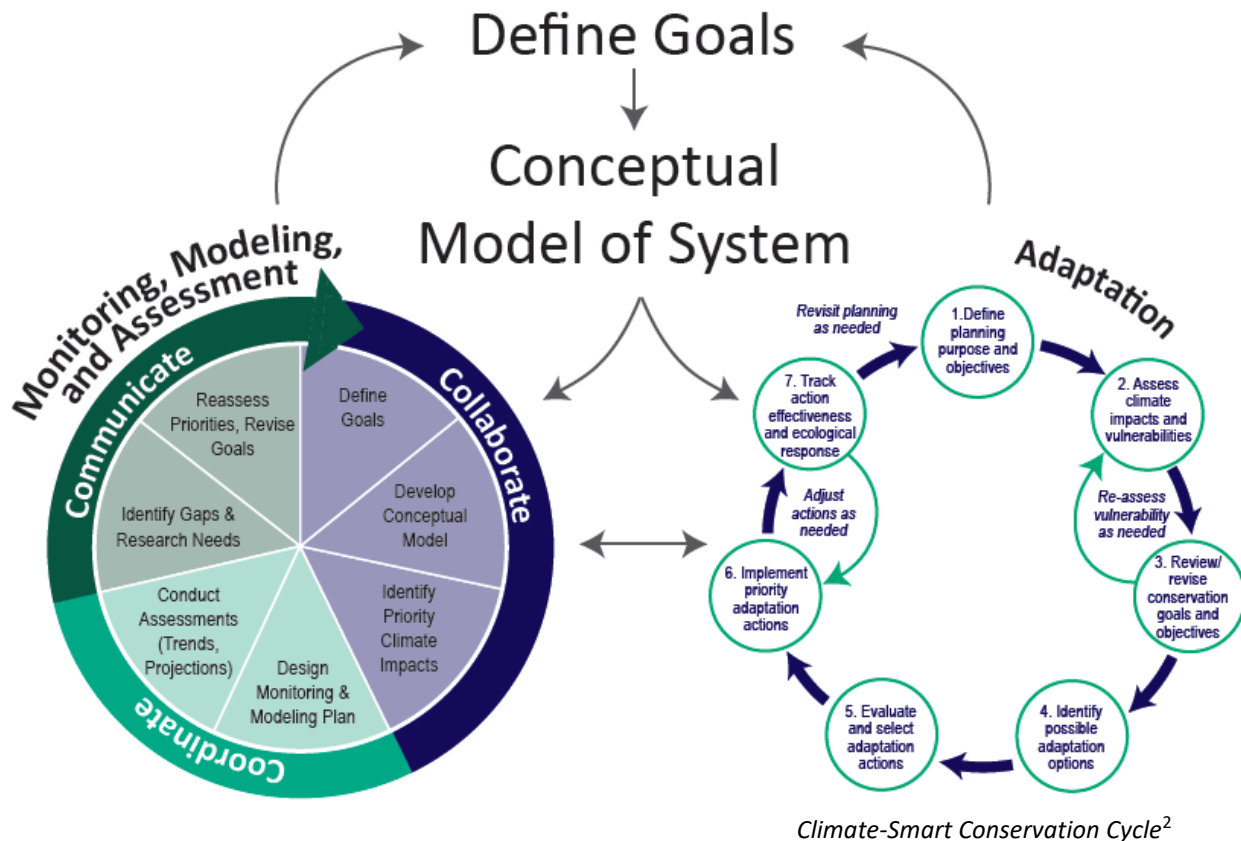 Define Goals
Conceptual
Model of System
Monitoring, Modeling,
and Assessment
Communicate
Collaborate
Coordinate
Define
Goals
Develop
Conceptual
Model
Identify
Priority
Climate
Impacts
Design
Monitoring &
Modeling Plan
Conduct
Assessments
(Trends,
Projections)
Identify Gaps &
Research Needs
Reassess
Priorities, Revise
Goals
Adaptation
Revisit planning
as needed
1.Define
planning
purpose and
objectives
2. Assess
climate
impacts and
vulnerabilities
Re-assess
vulnerability as
needed
3. Review/
revise
conservation
goals and
objectives
4. Identify
possible
adaptation
options
5. Evaluate
and select
adaptation
actions
6. Implement
priority
adaptation
actions
7. Track
action
effectiveness
and ecological
response
Adjust
actions as
needed
Climate-Smart Conservation Cycle²